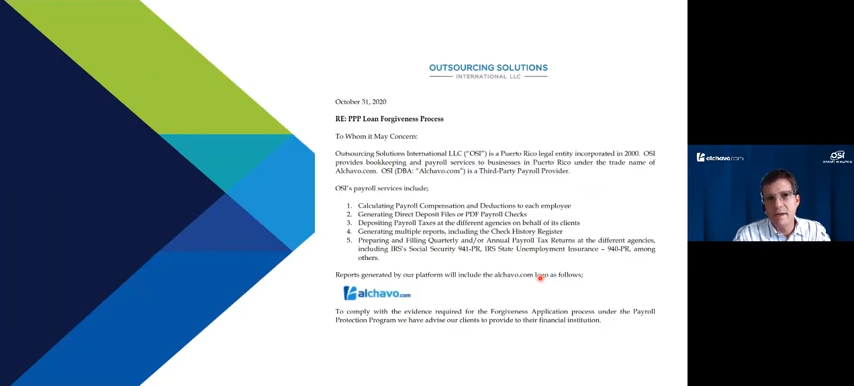 OUTSOURCING SOLUTIONS
INTERNATIONAL LLC
October 31, 2020
RE: PPP Loan Forgiveness Process
To Whom it May Concern:
Outsourcing Solutions International LLC ("OSI") is a Puerto Rico legal entity incorporated in 2000. OSI
provides bookkeeping and payroll services to businesses in Puerto Rico under the trade name of
Alchavo.com. OSI (DBA: "Alchavo.com") is a Third-Party Payroll Provider.
OSI's payroll services include;
1. Calculating Payroll Compensation and Deductions to each employee
2. Generating Direct Deposit Files or PDF Payroll Checks
3. Depositing Payroll Taxes at the different agencies on behalf of its clients
4. Generating multiple reports, including the Check History Register
5. Preparing and Filling Quarterly and/or Annual Payroll Tax Returns at the different agencies,
including IRS's Social Security 941-PR, IRS State Unemployment Insurance – 940-PR, among
others.
Reports generated by our platform will include the alchavo.com logo as follows;
alchavo.com
To comply with the evidence required for the Forgiveness Application process under the Payroll
Protection Program we have advise our clients to provide to their financial institution.
alchavo.com
OSI